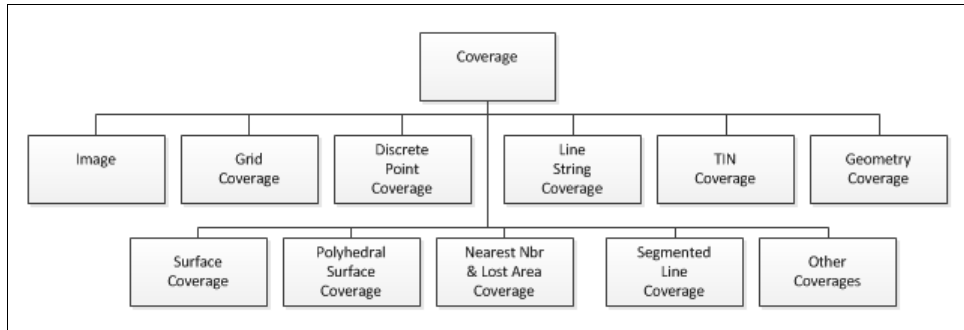 Coverage
Image
Grid
Coverage
Discrete
Point
Coverage
Line
String
Coverage
TIN
Coverage
Geometry
Coverage
Surface
Coverage
Polyhedral
Surface
Coverage
Nearest Nbr
& Lost Area
Coverage
Segmented
Line
Coverage
Other
Coverages